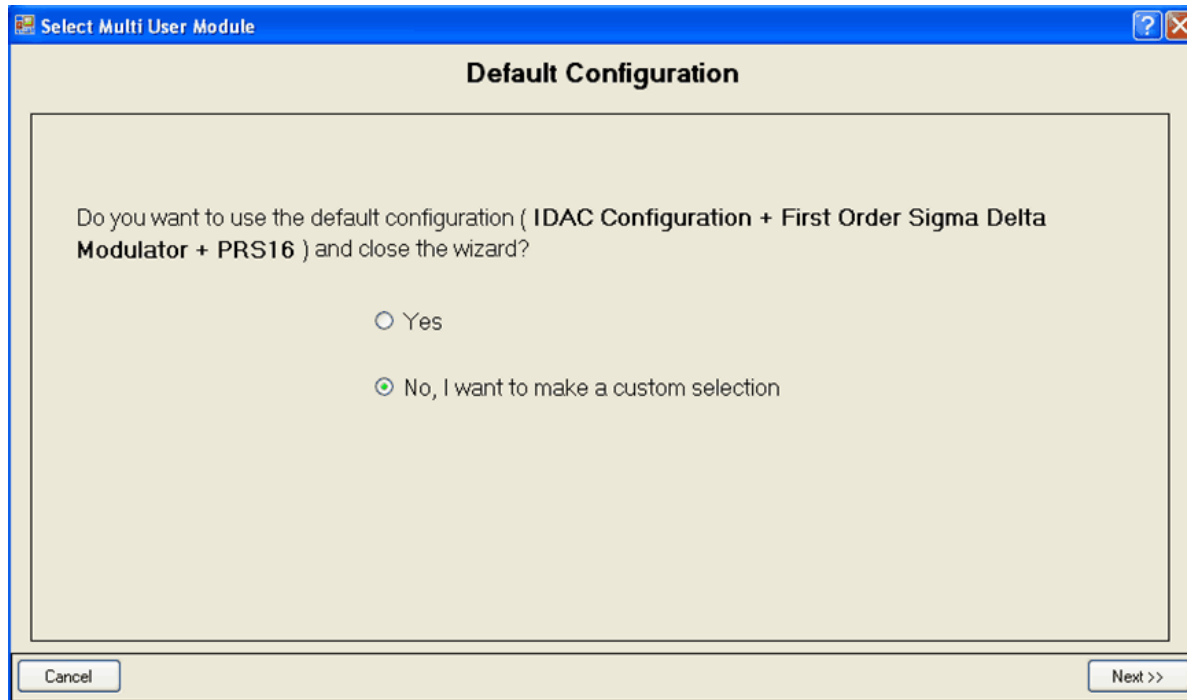 Select Multi User Module
Default Configuration
Do you want to use the default configuration ( IDAC Configuration + First Order Sigma Delta
Modulator + PRS16 ) and close the wizard?
Yes
No, I want to make a custom selection
Cancel
Next >>